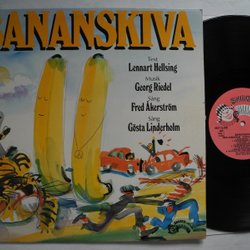 BANANSKIVA
Text
Lennart Hellsing
Musik
Georg Riedel
Sång
Fred Åkerström
Sång
Gösta Linderholm